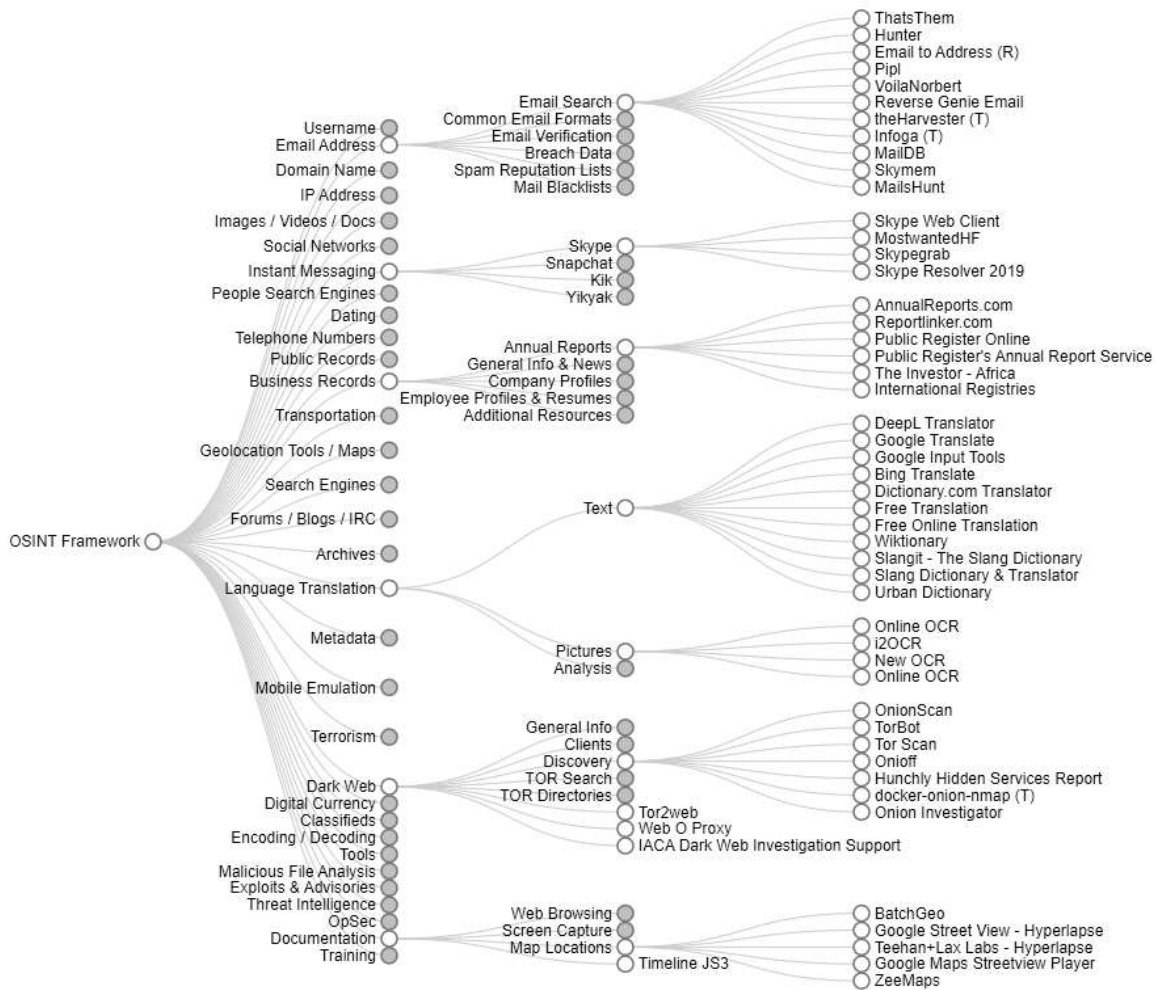 OSINT Framework
Username
Email Address
Domain Name
IP Address
Images / Videos / Docs
Social Networks
Instant Messaging
People Search Engines
Dating
Telephone Numbers
Public Records
Business Records
Transportation
Geolocation Tools / Maps
Search Engines
Forums / Blogs / IRC
Archives
Language Translation
Metadata
Mobile Emulation
Terrorism
Dark Web
Digital Currency
Classifieds
Encoding / Decoding
Tools
Malicious File Analysis
Exploits & Advisories
Threat Intelligence
OpSec
Documentation
Training
Email Search
Common Email Formats
Email Verification
Breach Data
Spam Reputation Lists
Mail Blacklists
Skype
Snapchat
Kik
Yikyak
Annual Reports
General Info & News
Company Profiles
Employee Profiles & Resumes
Additional Resources
Text
Pictures
Analysis
General Info
Clients
Discovery
TOR Search
TOR Directories
Tor2web
Web O Proxy
IACA Dark Web Investigation Support
Web Browsing
Screen Capture
Map Locations
Timeline JS3
ThatsThem
Hunter
Email to Address (R)
Pipl
VoilaNorbert
Reverse Genie Email
theHarvester (T)
Infoga (T)
MailDB
Skymem
MailsHunt
Skype Web Client
MostwantedHF
Skypegrab
Skype Resolver 2019
AnnualReports.com
Reportlinker.com
Public Register Online
Public Register's Annual Report Service
The Investor - Africa
International Registries
DeepL Translator
Google Translate
Google Input Tools
Bing Translate
Dictionary.com Translator
Free Translation
Free Online Translation
Wiktionary
Slangit - The Slang Dictionary
Slang Dictionary & Translator
Urban Dictionary
Online OCR
i2OCR
New OCR
Online OCR
OnionScan
TorBot
Tor Scan
Onioff
Hunchly Hidden Services Report
docker-onion-nmap (T)
Onion Investigator
BatchGeo
Google Street View - Hyperlapse
Teehan+Lax Labs - Hyperlapse
Google Maps Streetview Player
ZeeMaps